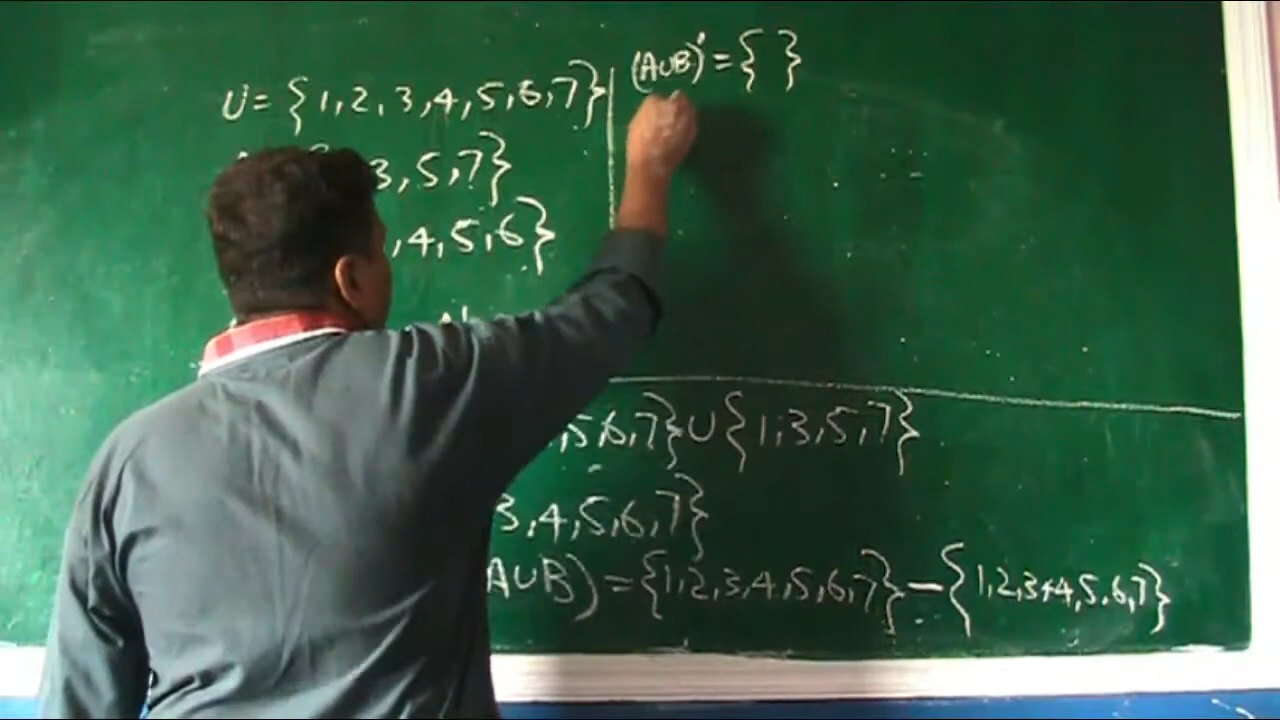 U = {1,2,3,4,5,6,7}
3,5,7}
,4,5,6}
(AUB)' = { }
,5,6,7} U {1,3,5,7}
3,4,5,6,7}
AUB) = {1,2,3,4,5,6,7} - {1,2,3,4,5,6,7}